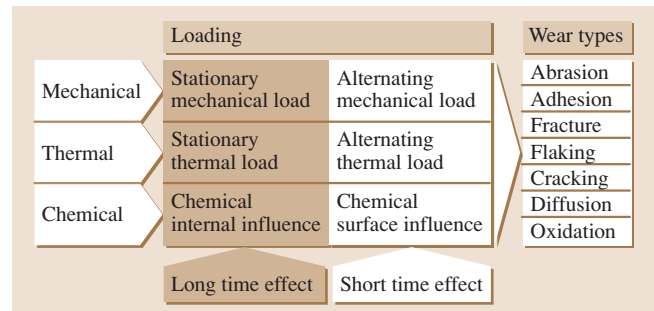 Loading
Wear types
Mechanical
Stationary
mechanical load
Alternating
mechanical load
Thermal
Stationary
thermal load
Alternating
thermal load
Chemical
Chemical
internal influence
Chemical
surface influence
Abrasion
Adhesion
Fracture
Flaking
Cracking
Diffusion
Oxidation
Long time effect
Short time effect